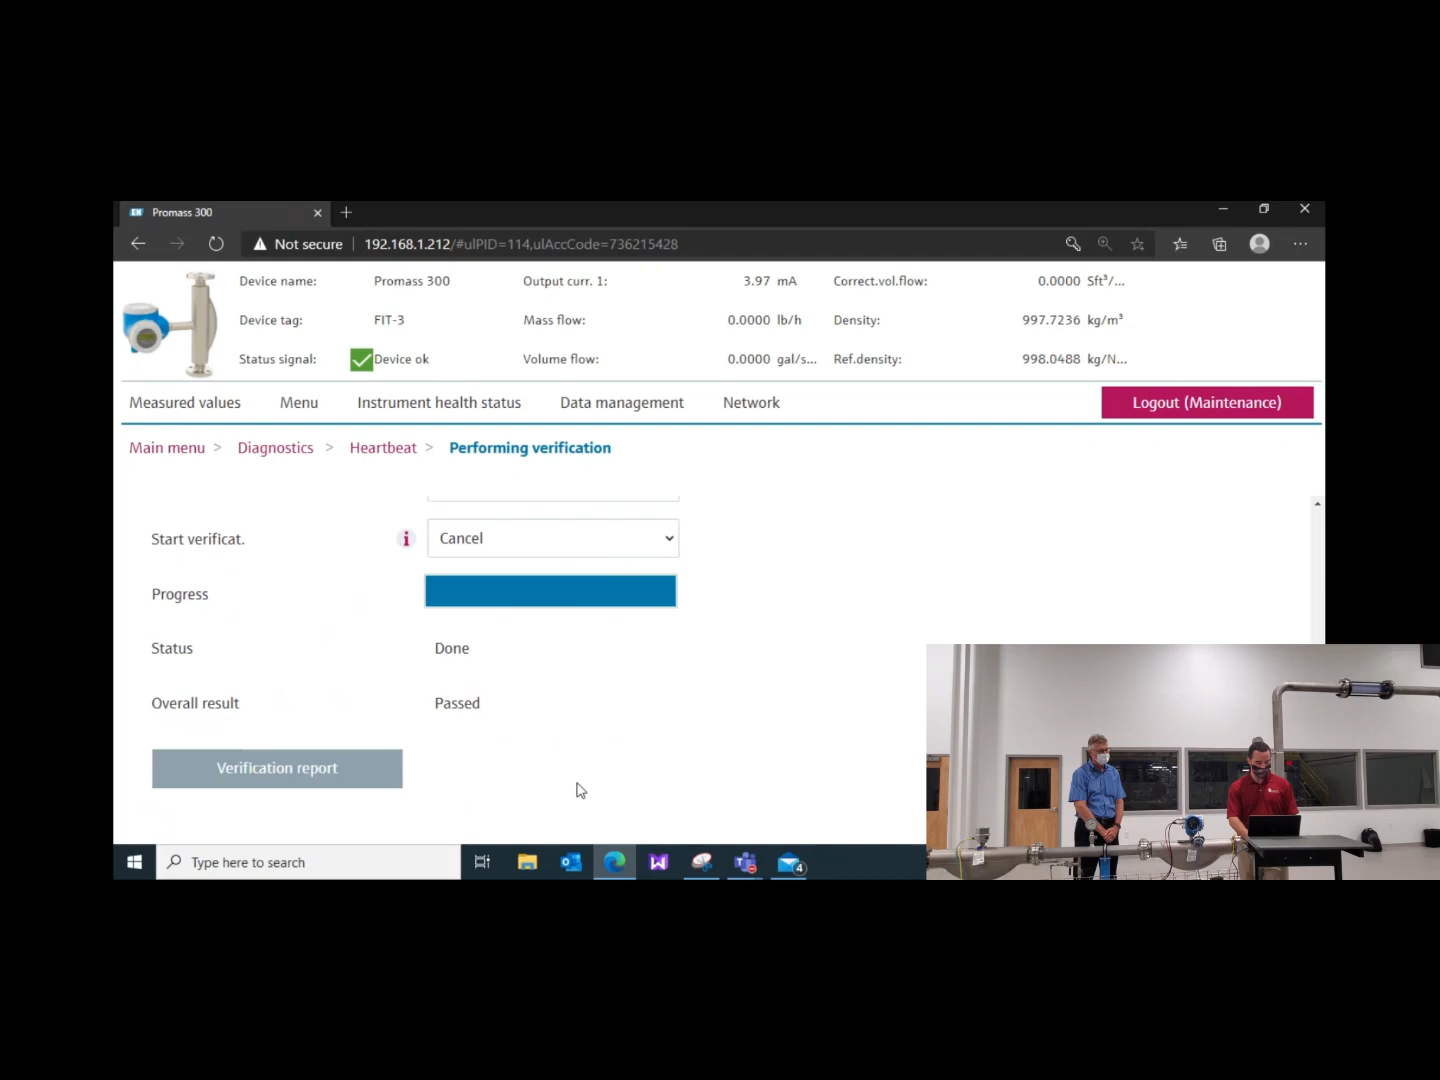 Promass 300
Not secure | 192.168.1.212/#ulPID=114,ulAccCode=736215428
Device name: Promass 300 Output curr. 1: 3.97 mA Correct.vol.flow: 0.0000 Sft³/...
Device tag: FIT-3 Mass flow: 0.0000 lb/h Density: 997.7236 kg/m³
Status signal: Device ok Volume flow: 0.0000 gal/s... Ref.density: 998.0488 kg/N...
Measured values Menu Instrument health status Data management Network Logout (Maintenance)
Main menu > Diagnostics > Heartbeat > Performing verification
Start verificat. i Cancel
Progress
Status Done
Overall result Passed
Verification report
Type here to search 4